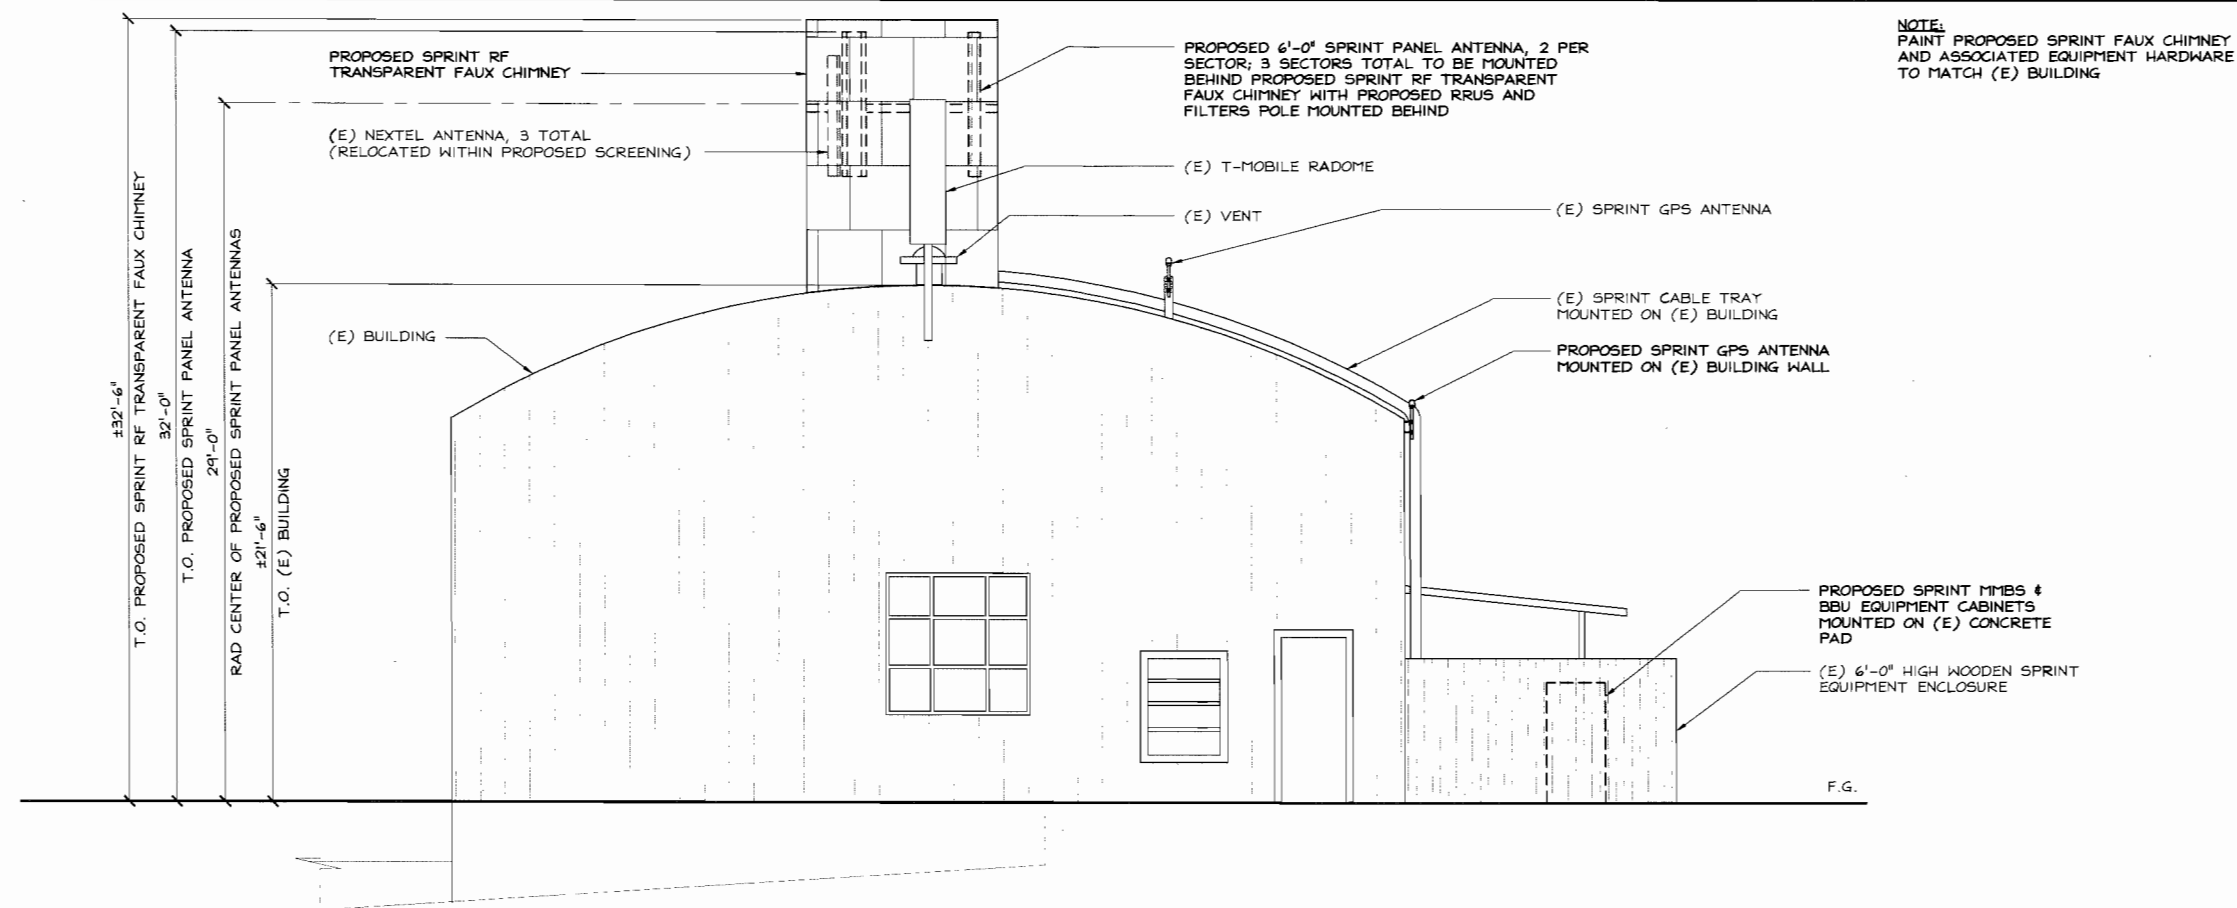 NOTE:
PAINT PROPOSED SPRINT FAUX CHIMNEY
AND ASSOCIATED EQUIPMENT HARDWARE
TO MATCH (E) BUILDING
PROPOSED SPRINT RF
TRANSPARENT FAUX CHIMNEY
(E) NEXTEL ANTENNA, 3 TOTAL
(RELOCATED WITHIN PROPOSED SCREENING)
(E) BUILDING
PROPOSED 6'-0" SPRINT PANEL ANTENNA, 2 PER
SECTOR; 3 SECTORS TOTAL TO BE MOUNTED
BEHIND PROPOSED SPRINT RF TRANSPARENT
FAUX CHIMNEY WITH PROPOSED RRUS AND
FILTERS POLE MOUNTED BEHIND
(E) T-MOBILE RADOME
(E) VENT
(E) SPRINT GPS ANTENNA
(E) SPRINT CABLE TRAY
MOUNTED ON (E) BUILDING
PROPOSED SPRINT GPS ANTENNA
MOUNTED ON (E) BUILDING WALL
PROPOSED SPRINT MMBS &
BBU EQUIPMENT CABINETS
MOUNTED ON (E) CONCRETE
PAD
(E) 6'-0" HIGH WOODEN SPRINT
EQUIPMENT ENCLOSURE
F.G.
±32'-6"
T.O. PROPOSED SPRINT RF TRANSPARENT FAUX CHIMNEY
32'-0"
T.O. PROPOSED SPRINT PANEL ANTENNA
29'-0"
RAD CENTER OF PROPOSED SPRINT PANEL ANTENNAS
±21'-6"
T.O. (E) BUILDING